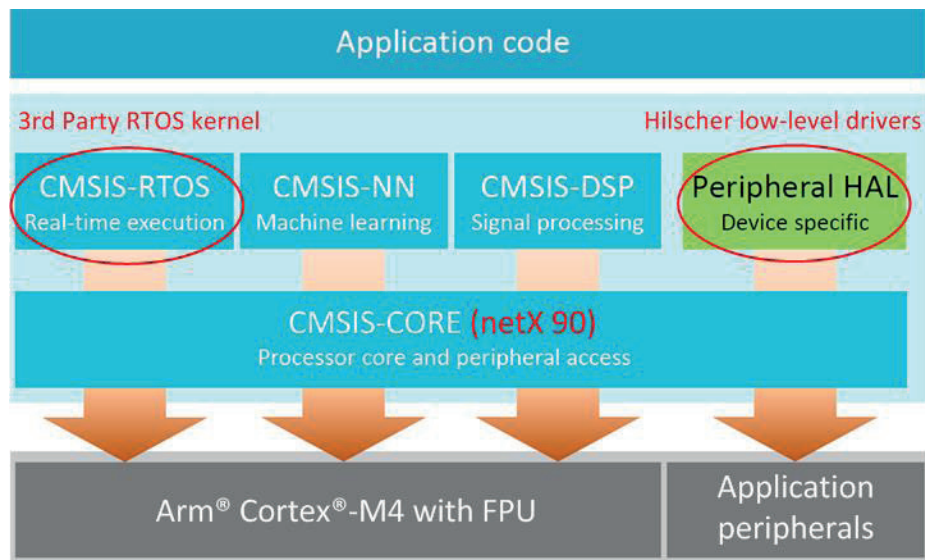 Application code
3rd Party RTOS kernel
Hilscher low-level drivers
CMSIS-RTOS
Real-time execution
CMSIS-NN
Machine learning
CMSIS-DSP
Signal processing
Peripheral HAL
Device specific
CMSIS-CORE (netX 90)
Processor core and peripheral access
Arm® Cortex®-M4 with FPU
Application
peripherals